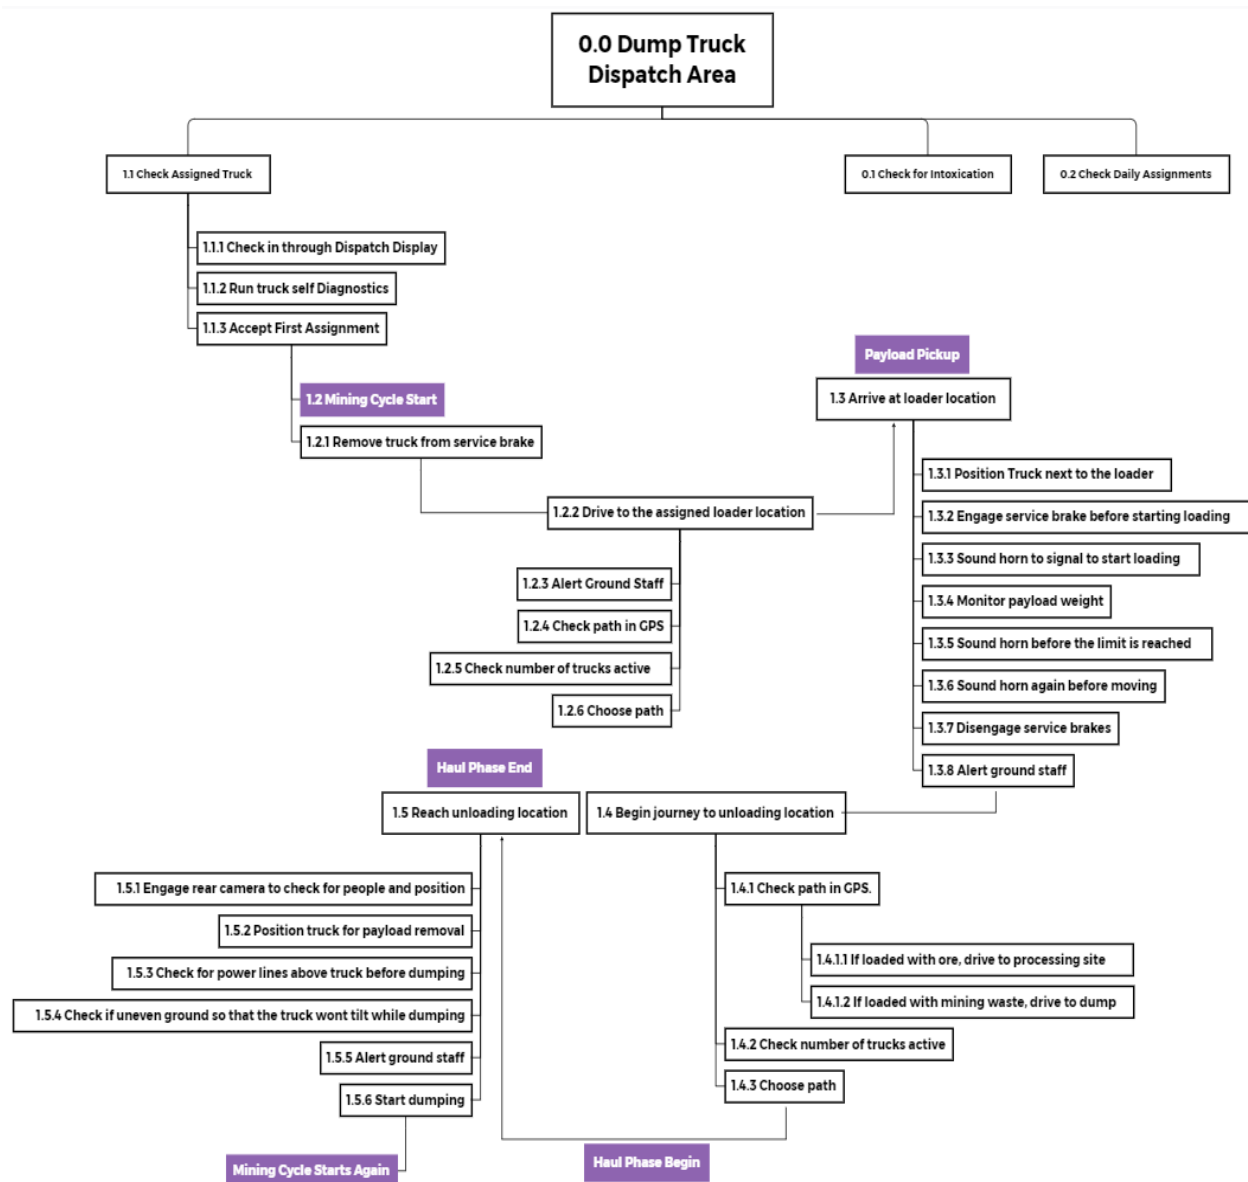 0.0 Dump Truck
Dispatch Area
1.1 Check Assigned Truck
0.1 Check for Intoxication
0.2 Check Daily Assignments
1.1.1 Check in through Dispatch Display
1.1.2 Run truck self Diagnostics
1.1.3 Accept First Assignment
1.2 Mining Cycle Start
1.2.1 Remove truck from service brake
1.2.2 Drive to the assigned loader location
1.2.3 Alert Ground Staff
1.2.4 Check path in GPS
1.2.5 Check number of trucks active
1.2.6 Choose path
Payload Pickup
1.3 Arrive at loader location
1.3.1 Position Truck next to the loader
1.3.2 Engage service brake before starting loading
1.3.3 Sound horn to signal to start loading
1.3.4 Monitor payload weight
1.3.5 Sound horn before the limit is reached
1.3.6 Sound horn again before moving
1.3.7 Disengage service brakes
1.3.8 Alert ground staff
1.4 Begin journey to unloading location
1.4.1 Check path in GPS.
1.4.1.1 If loaded with ore, drive to processing site
1.4.1.2 If loaded with mining waste, drive to dump
1.4.2 Check number of trucks active
1.4.3 Choose path
Haul Phase Begin
Haul Phase End
1.5 Reach unloading location
1.5.1 Engage rear camera to check for people and position
1.5.2 Position truck for payload removal
1.5.3 Check for power lines above truck before dumping
1.5.4 Check if uneven ground so that the truck wont tilt while dumping
1.5.5 Alert ground staff
1.5.6 Start dumping
Mining Cycle Starts Again